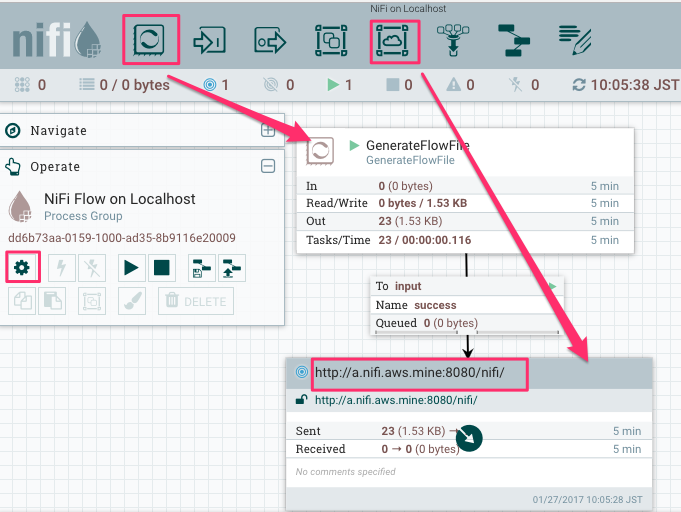 NiFi on Localhost
nifi
0
0 / 0 bytes
1
0
1
0
0
0
10:05:38 JST
Navigate
Operate
NiFi Flow on Localhost
Process Group
dd6b73aa-0159-1000-ad35-8b9116e20009
DELETE
GenerateFlowFile
GenerateFlowFile
In 0 (0 bytes) 5 min
Read/Write 0 bytes / 1.53 KB 5 min
Out 23 (1.53 KB) 5 min
Tasks/Time 23 / 00:00:00.116 5 min
To input
Name success
Queued 0 (0 bytes)
http://a.nifi.aws.mine:8080/nifi/
http://a.nifi.aws.mine:8080/nifi/
Sent 23 (1.53 KB) → 5 min
Received 0 → 0 (0 bytes) 5 min
No comments specified
01/27/2017 10:05:28 JST